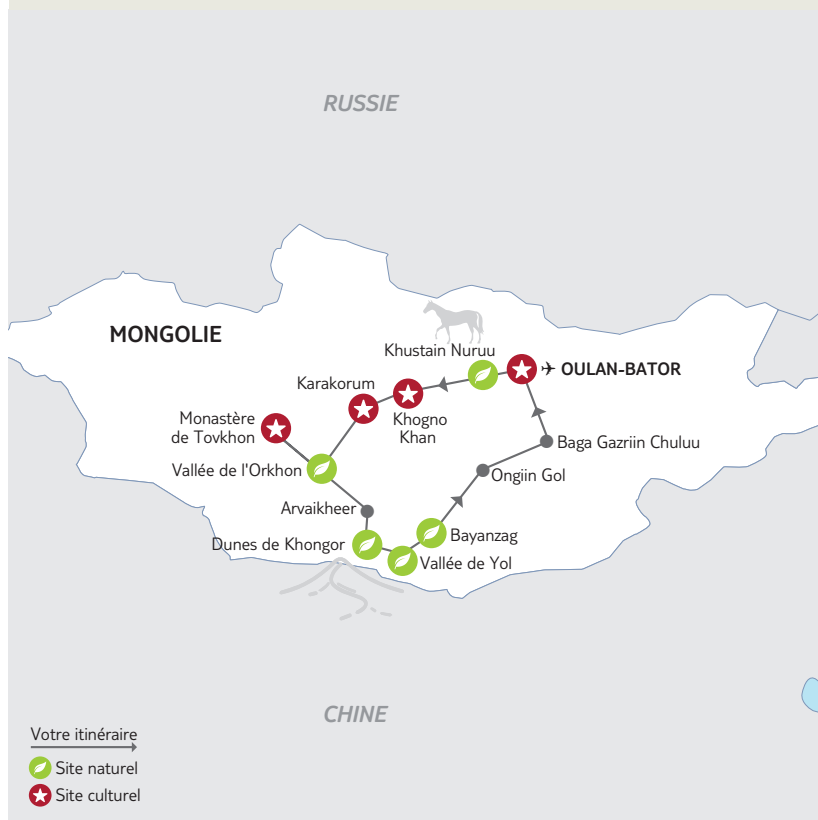 RUSSIE
MONGOLIE
Khustain Nuruu
✈ OULAN-BATOR
Karakorum
Khogno
Khan
Monastère
de Tovkhon
Baga Gazriin Chuluu
Vallée de l'Orkhon
Ongiin Gol
Arvaikheer
Bayanzag
Dunes de Khongor
Vallée de Yol
CHINE
Votre itinéraire
Site naturel
Site culturel